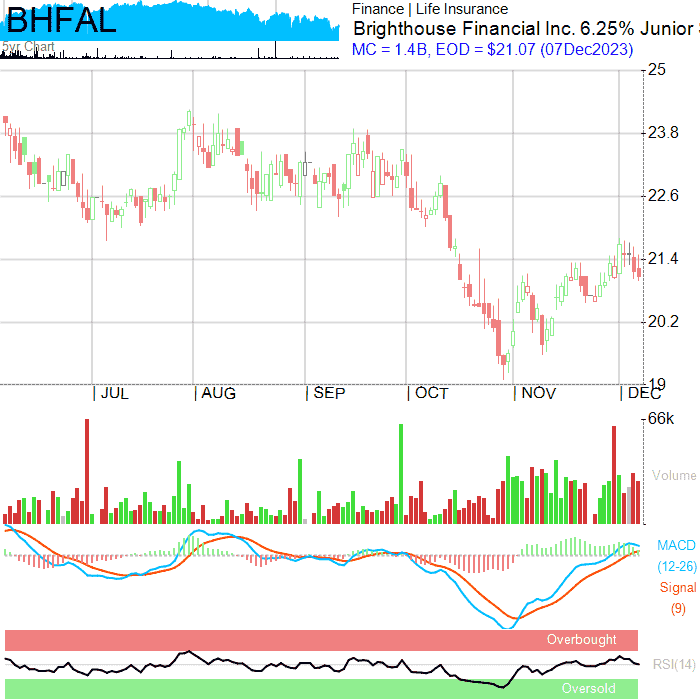 BHFAL
5yr Chart
Finance | Life Insurance
Brighthouse Financial Inc. 6.25% Junior
MC = 1.4B, EOD = $21.07 (07Dec2023)
25
23.8
22.6
21.4
20.2
19
JUL AUG SEP OCT NOV DEC
66k
Volume
MACD
(12-26)
Signal
(9)
Overbought
RSI(14)
Oversold